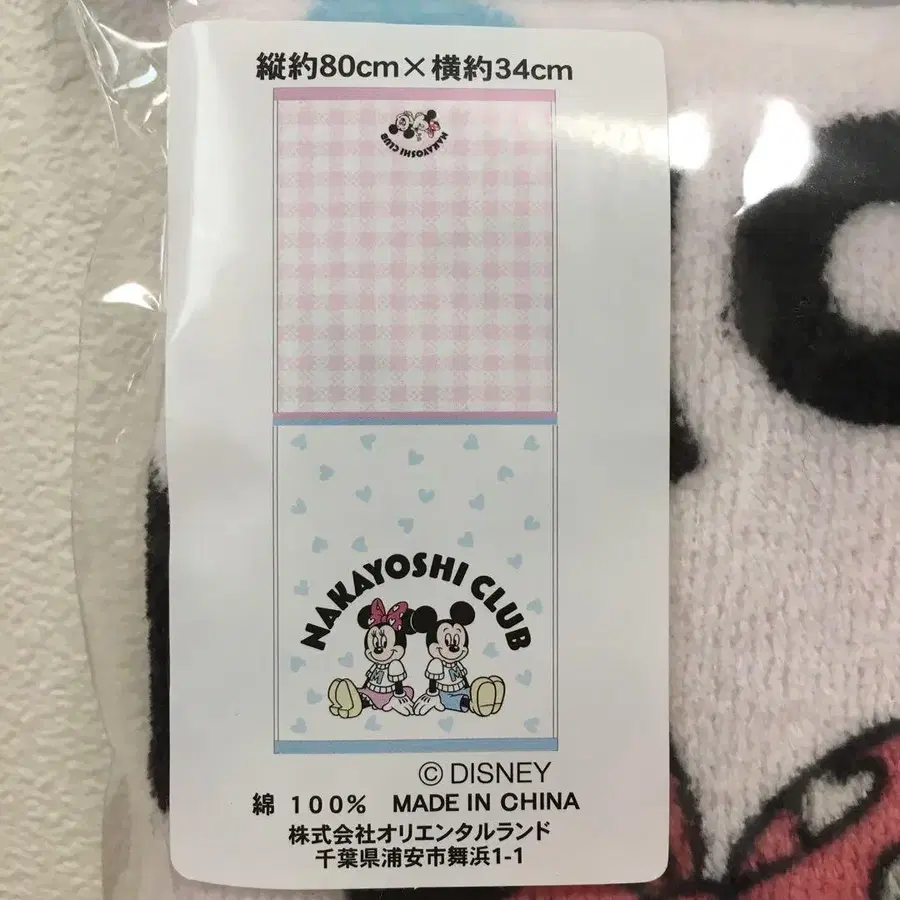 縦約80cm×横約34cm
NAKAYOSHI CLUB
NAKAYOSHI CLUB
© DISNEY
綿 100% MADE IN CHINA
株式会社オリエンタルランド
千葉県浦安市舞浜1-1